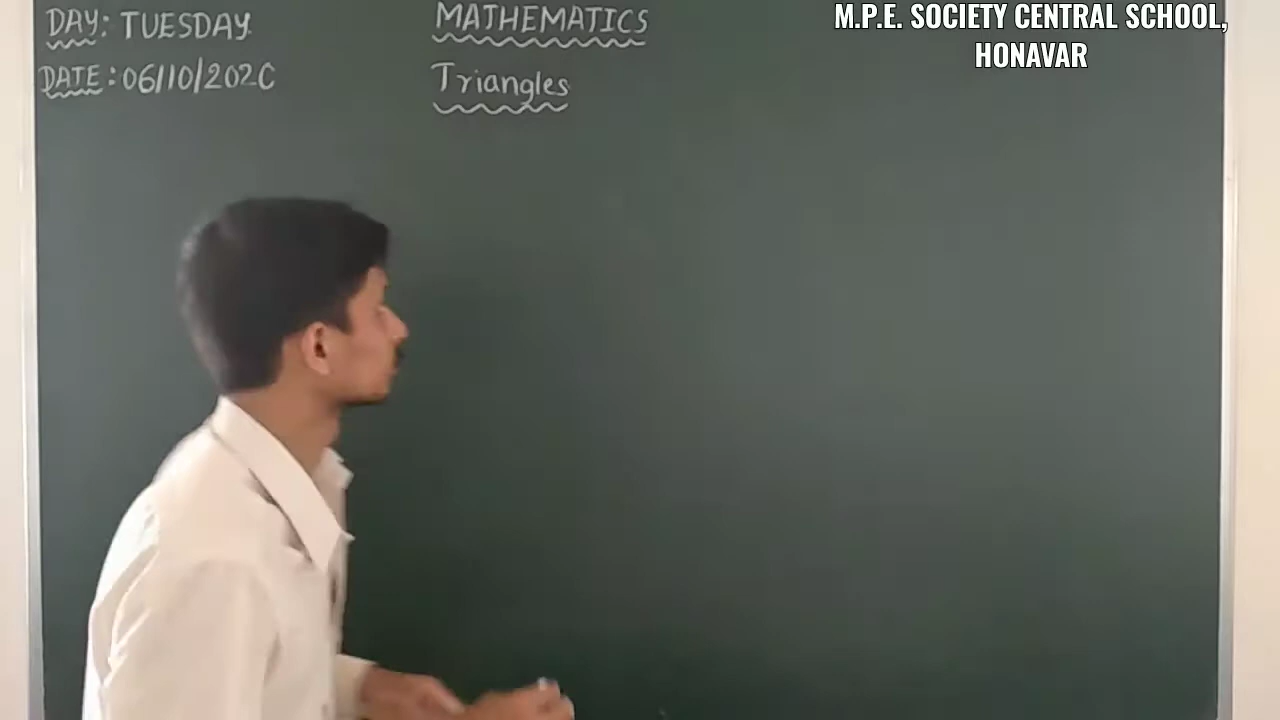 DAY: TUESDAY
DATE: 06/10/2020
MATHEMATICS
Triangles
M.P.E. SOCIETY CENTRAL SCHOOL,
HONAVAR